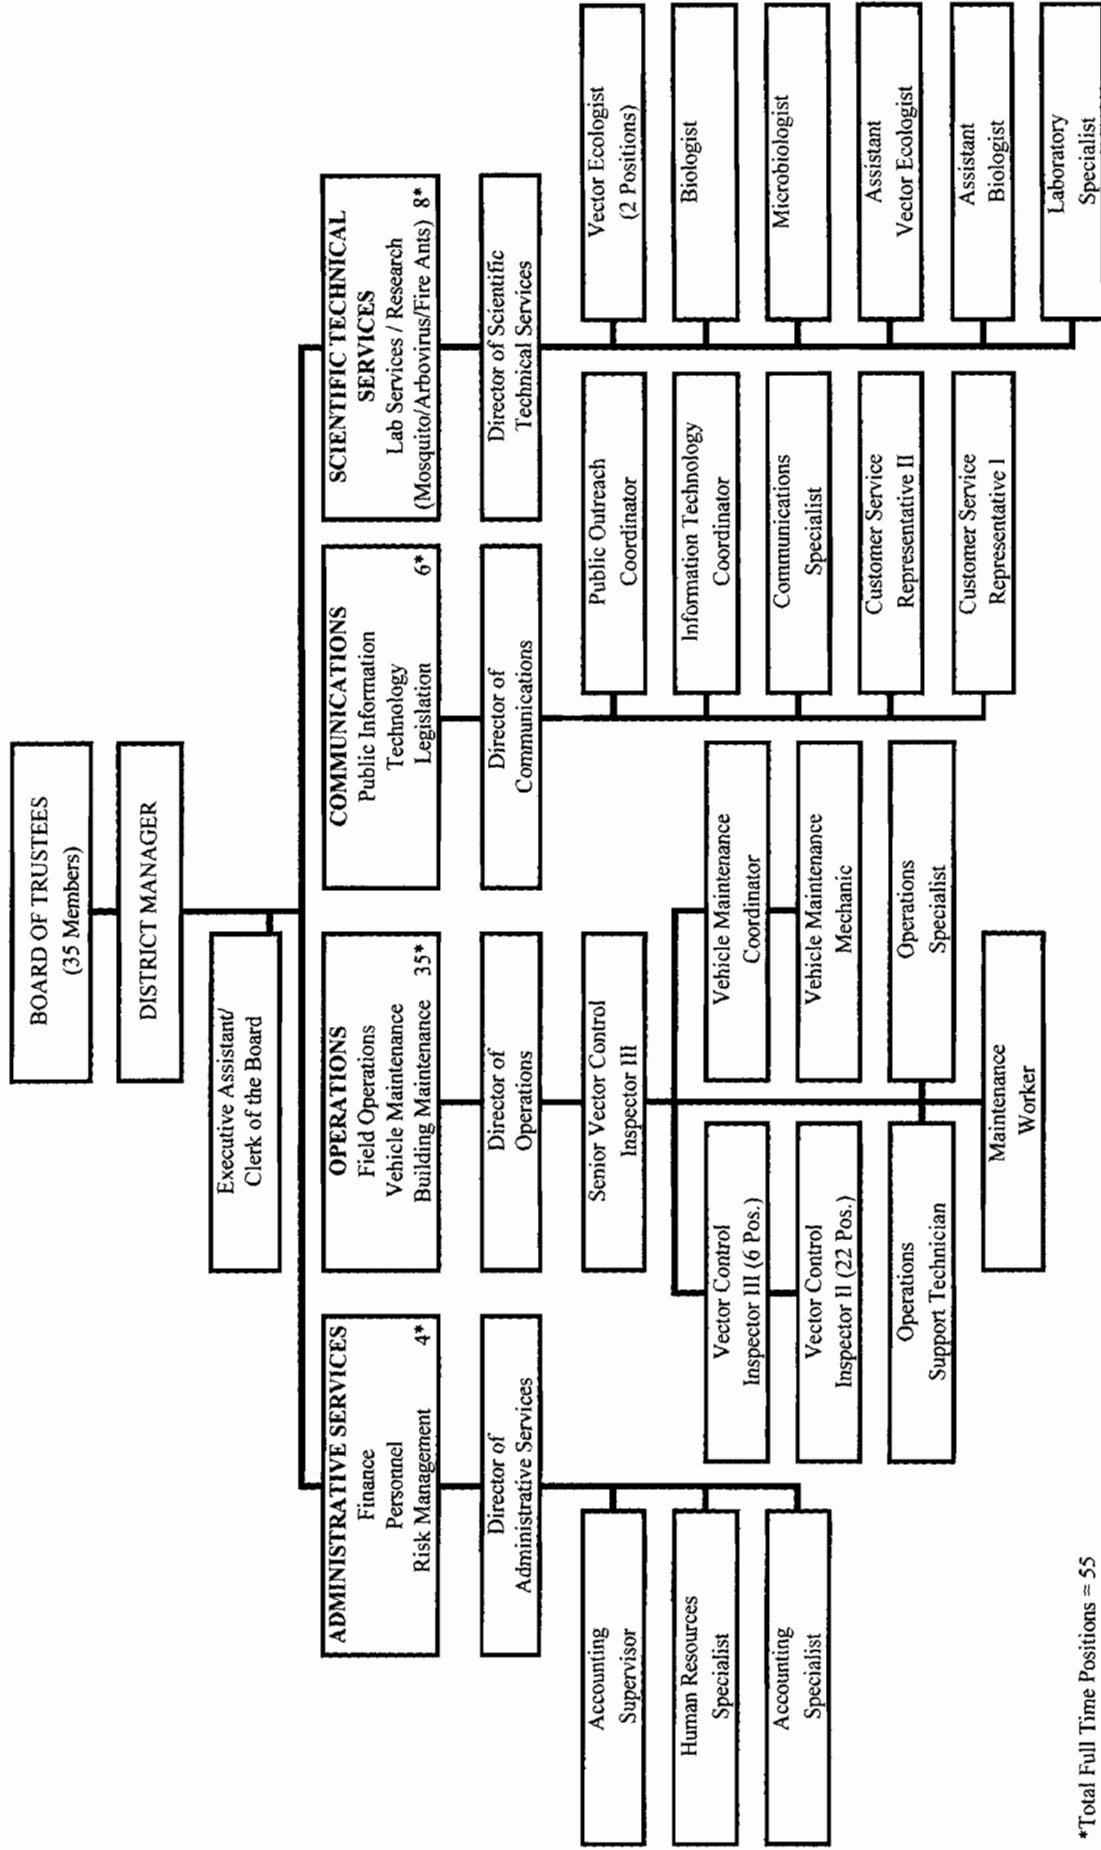 BOARD OF TRUSTEES
(35 Members)
DISTRICT MANAGER
Executive Assistant/
Clerk of the Board
ADMINISTRATIVE SERVICES
Finance
Personnel
Risk Management 4*
Director of
Administrative Services
Accounting
Supervisor
Human Resources
Specialist
Accounting
Specialist
OPERATIONS
Field Operations
Vehicle Maintenance
Building Maintenance 35*
Director of
Operations
Senior Vector Control
Inspector III
Vector Control
Inspector III (6 Pos.)
Vector Control
Inspector II (22 Pos.)
Operations
Support Technician
Vehicle Maintenance
Coordinator
Vehicle Maintenance
Mechanic
Operations
Specialist
Maintenance
Worker
COMMUNICATIONS
Public Information
Technology
Legislation 6*
Director of
Communications
Public Outreach
Coordinator
Information Technology
Coordinator
Communications
Specialist
Customer Service
Representative II
Customer Service
Representative I
SCIENTIFIC TECHNICAL
SERVICES
Lab Services / Research
(Mosquito/Arbovirus/Fire Ants) 8*
Director of Scientific
Technical Services
Vector Ecologist
(2 Positions)
Biologist
Microbiologist
Assistant
Vector Ecologist
Assistant
Biologist
Laboratory
Specialist
*Total Full Time Positions = 55